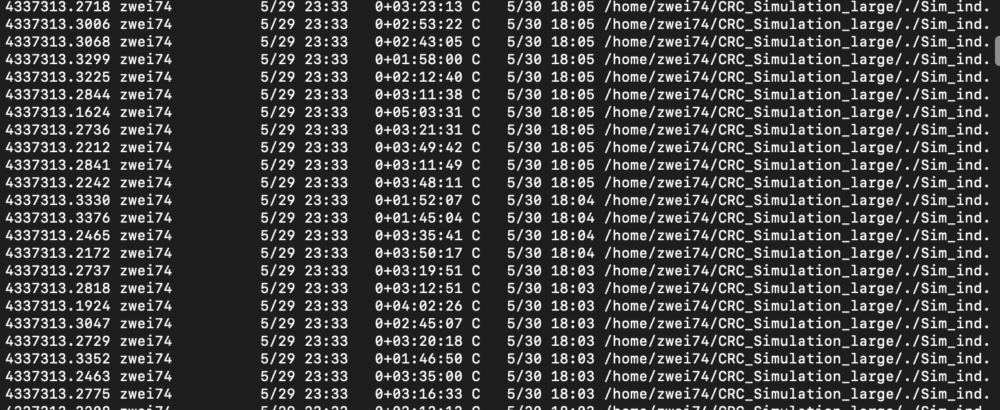 4337313.2718 zwei74 5/29 23:33 0+03:23:13 C 5/30 18:05 /home/zwei74/CRC_Simulation_large/./Sim_ind.
4337313.3006 zwei74 5/29 23:33 0+02:53:22 C 5/30 18:05 /home/zwei74/CRC_Simulation_large/./Sim_ind.
4337313.3068 zwei74 5/29 23:33 0+02:43:05 C 5/30 18:05 /home/zwei74/CRC_Simulation_large/./Sim_ind.
4337313.3299 zwei74 5/29 23:33 0+01:58:00 C 5/30 18:05 /home/zwei74/CRC_Simulation_large/./Sim_ind.
4337313.3225 zwei74 5/29 23:33 0+02:12:40 C 5/30 18:05 /home/zwei74/CRC_Simulation_large/./Sim_ind.
4337313.2844 zwei74 5/29 23:33 0+03:11:38 C 5/30 18:05 /home/zwei74/CRC_Simulation_large/./Sim_ind.
4337313.1624 zwei74 5/29 23:33 0+05:03:31 C 5/30 18:05 /home/zwei74/CRC_Simulation_large/./Sim_ind.
4337313.2736 zwei74 5/29 23:33 0+03:21:31 C 5/30 18:05 /home/zwei74/CRC_Simulation_large/./Sim_ind.
4337313.2212 zwei74 5/29 23:33 0+03:49:42 C 5/30 18:05 /home/zwei74/CRC_Simulation_large/./Sim_ind.
4337313.2841 zwei74 5/29 23:33 0+03:11:49 C 5/30 18:05 /home/zwei74/CRC_Simulation_large/./Sim_ind.
4337313.2242 zwei74 5/29 23:33 0+03:48:11 C 5/30 18:05 /home/zwei74/CRC_Simulation_large/./Sim_ind.
4337313.3330 zwei74 5/29 23:33 0+01:52:07 C 5/30 18:04 /home/zwei74/CRC_Simulation_large/./Sim_ind.
4337313.3376 zwei74 5/29 23:33 0+01:45:04 C 5/30 18:04 /home/zwei74/CRC_Simulation_large/./Sim_ind.
4337313.2465 zwei74 5/29 23:33 0+03:35:41 C 5/30 18:04 /home/zwei74/CRC_Simulation_large/./Sim_ind.
4337313.2172 zwei74 5/29 23:33 0+03:50:17 C 5/30 18:04 /home/zwei74/CRC_Simulation_large/./Sim_ind.
4337313.2737 zwei74 5/29 23:33 0+03:19:51 C 5/30 18:03 /home/zwei74/CRC_Simulation_large/./Sim_ind.
4337313.2818 zwei74 5/29 23:33 0+03:12:51 C 5/30 18:03 /home/zwei74/CRC_Simulation_large/./Sim_ind.
4337313.1924 zwei74 5/29 23:33 0+04:02:26 C 5/30 18:03 /home/zwei74/CRC_Simulation_large/./Sim_ind.
4337313.3047 zwei74 5/29 23:33 0+02:45:07 C 5/30 18:03 /home/zwei74/CRC_Simulation_large/./Sim_ind.
4337313.2729 zwei74 5/29 23:33 0+03:20:18 C 5/30 18:03 /home/zwei74/CRC_Simulation_large/./Sim_ind.
4337313.3352 zwei74 5/29 23:33 0+01:46:50 C 5/30 18:03 /home/zwei74/CRC_Simulation_large/./Sim_ind.
4337313.2463 zwei74 5/29 23:33 0+03:35:00 C 5/30 18:03 /home/zwei74/CRC_Simulation_large/./Sim_ind.
4337313.2775 zwei74 5/29 23:33 0+03:16:33 C 5/30 18:03 /home/zwei74/CRC_Simulation_large/./Sim_ind.